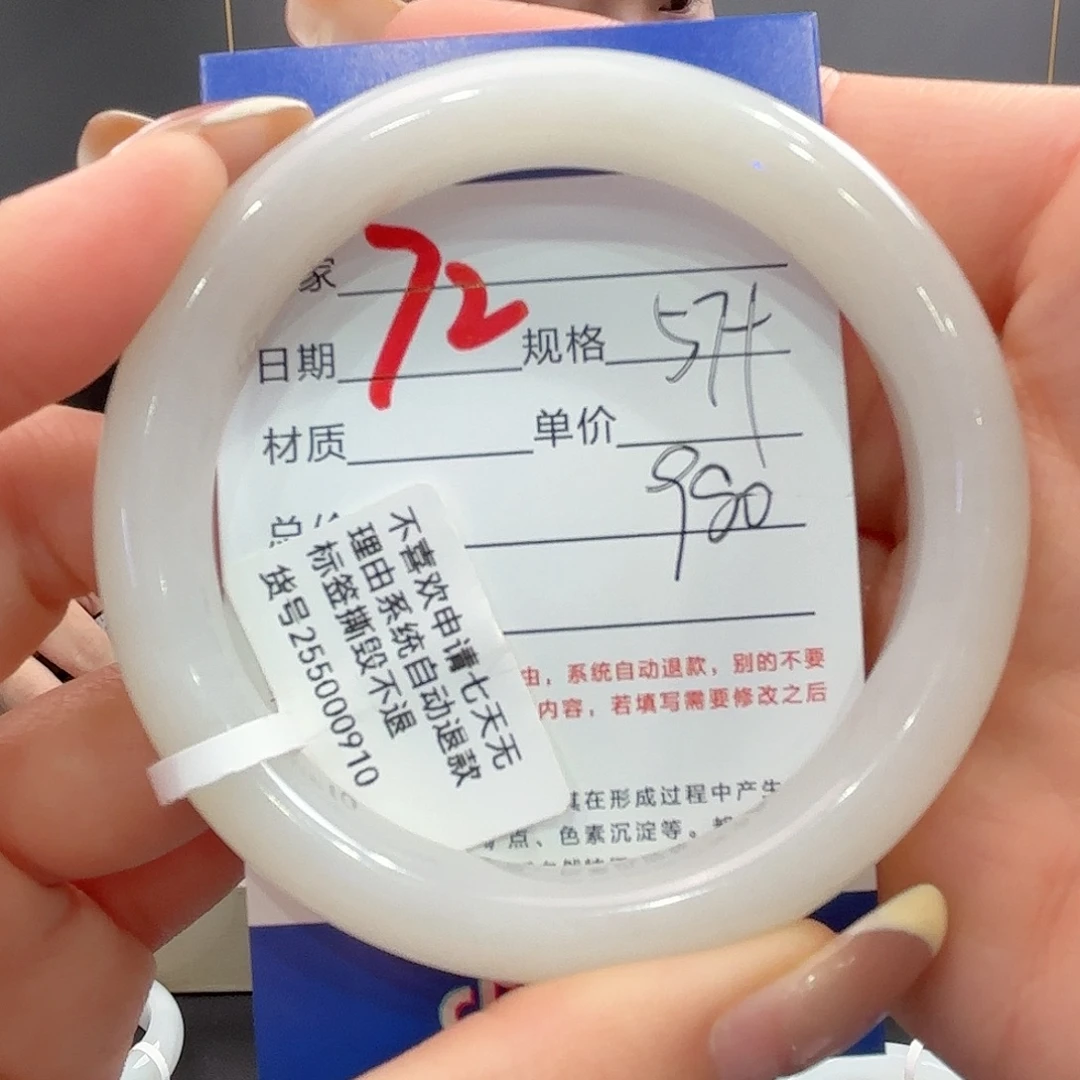 家
72
日期 规格 57+
材质 单价
980
总
不喜欢申请七天无
理由系统自动退款
标签撕毁不退
货号2550000910
由，系统自动退款，别的不要
内容，若填写需要修改之后
其在形成过程中产生
点、色素沉淀等。